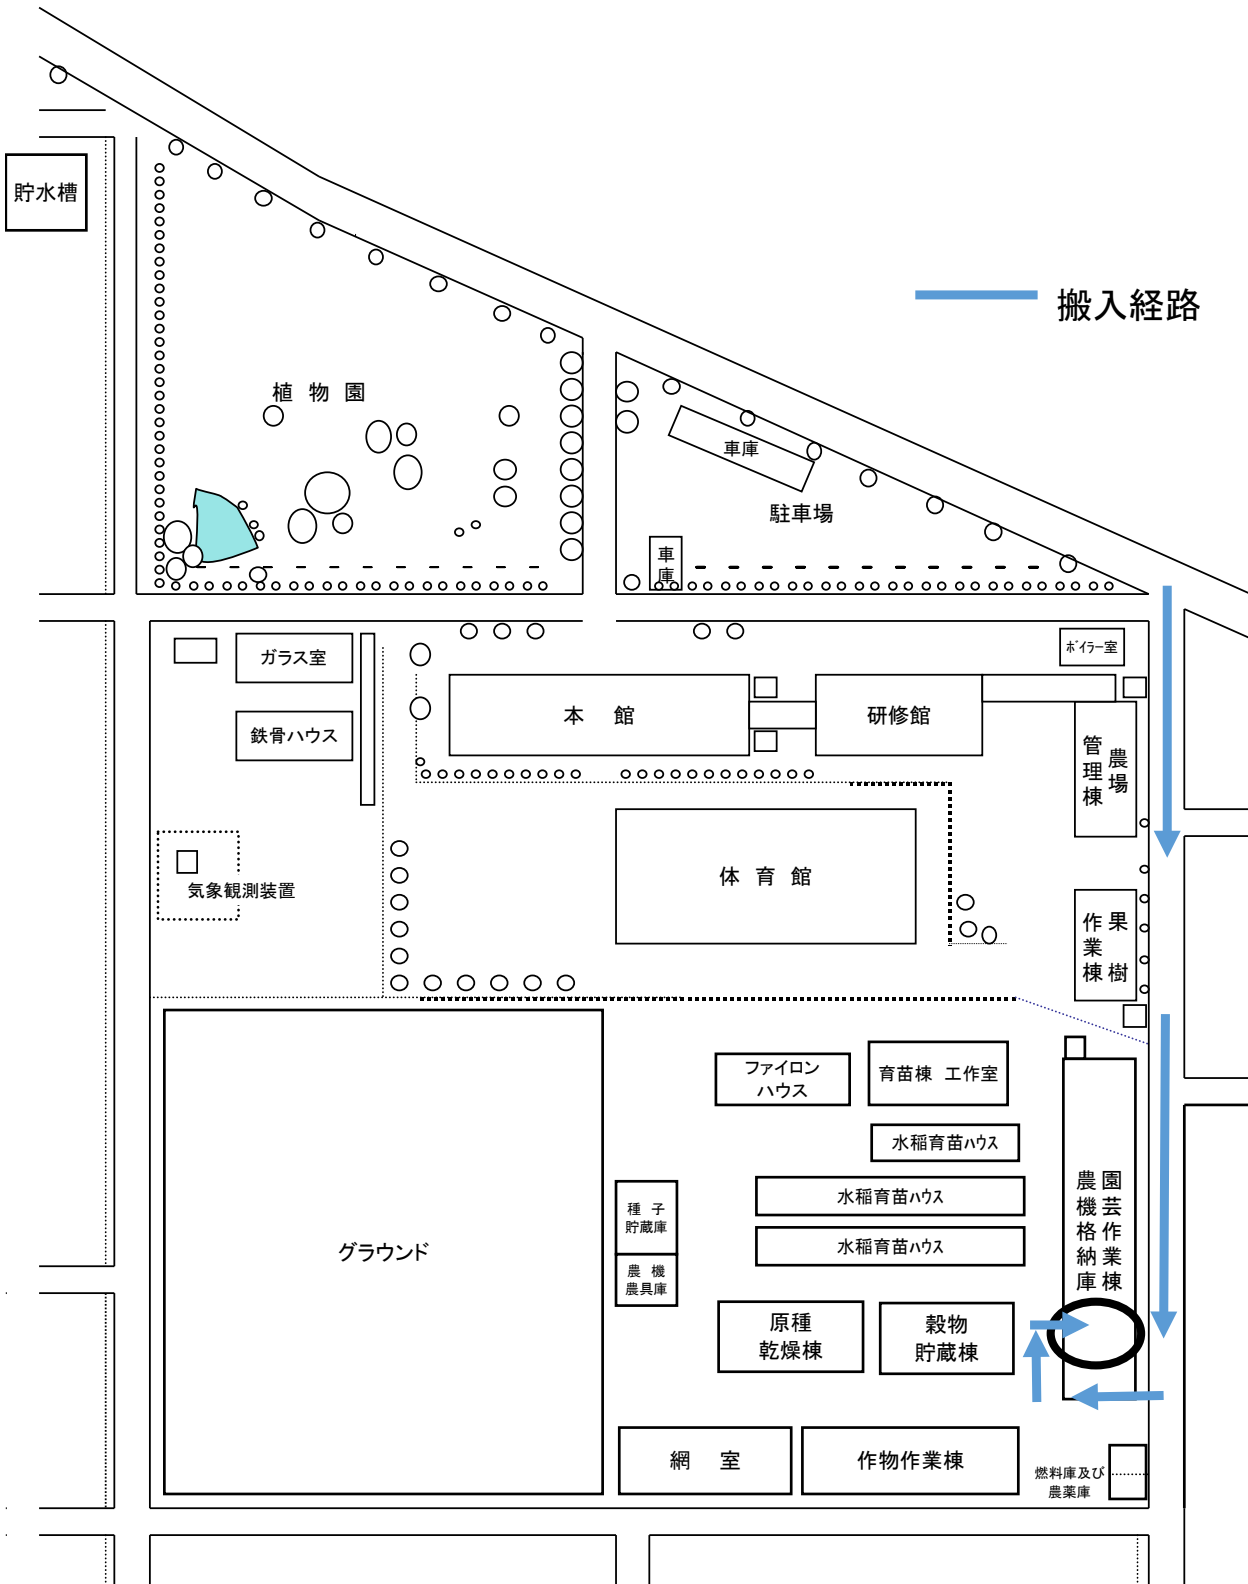 貯水槽
搬入経路
植 物 園
車庫
駐車場
車庫
ボイラー室
ガラス室
本 館
研修館
鉄骨ハウス
農場
管理棟
体 育 館
気象観測装置
果樹
作業棟
ファイロン
ハウス
育苗棟 工作室
水稲育苗ハウス
園芸作業棟
農機格納庫
水稲育苗ハウス
種 子
貯蔵庫
グラウンド
水稲育苗ハウス
農 機
農具庫
原種
乾燥棟
穀物
貯蔵棟
網 室
作物作業棟
燃料庫及び
農薬庫